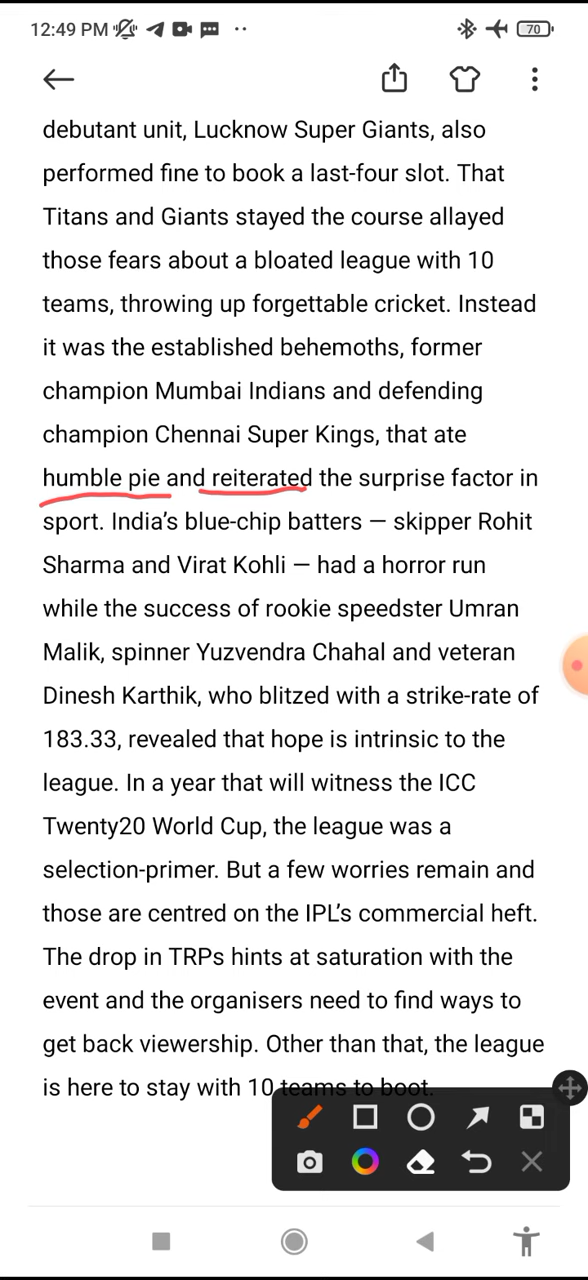 12:49 PM
70
debutant unit, Lucknow Super Giants, also
performed fine to book a last-four slot. That
Titans and Giants stayed the course allayed
those fears about a bloated league with 10
teams, throwing up forgettable cricket. Instead
it was the established behemoths, former
champion Mumbai Indians and defending
champion Chennai Super Kings, that ate
humble pie and reiterated the surprise factor in
sport. India’s blue-chip batters — skipper Rohit
Sharma and Virat Kohli — had a horror run
while the success of rookie speedster Umran
Malik, spinner Yuzvendra Chahal and veteran
Dinesh Karthik, who blitzed with a strike-rate of
183.33, revealed that hope is intrinsic to the
league. In a year that will witness the ICC
Twenty20 World Cup, the league was a
selection-primer. But a few worries remain and
those are centred on the IPL’s commercial heft.
The drop in TRPs hints at saturation with the
event and the organisers need to find ways to
get back viewership. Other than that, the league
is here to stay with 10 teams to boot.